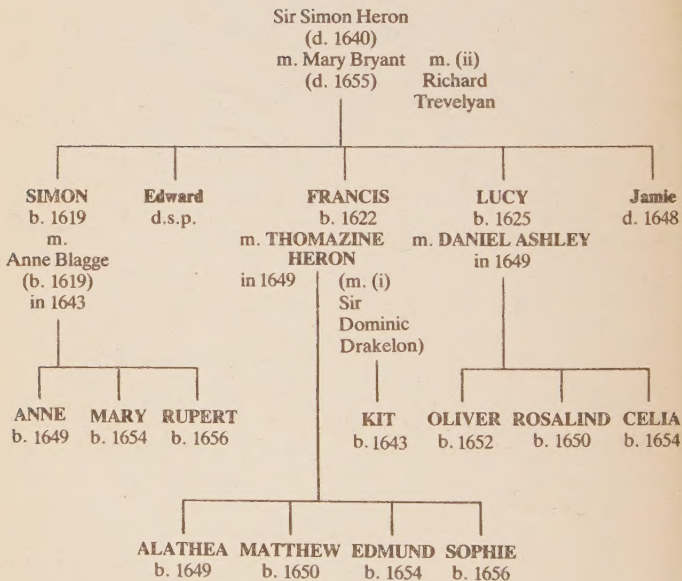 Sir Simon Heron
(d. 1640)
m. Mary Bryant m. (ii)
(d. 1655) Richard
Trevelyan
SIMON Edward FRANCIS LUCY Jamie
b. 1619 d.s.p. b. 1622 b. 1625 d. 1648
m. m. THOMAZINE m. DANIEL ASHLEY
Anne Blagge HERON in 1649
(b. 1619) in 1649 (m. (i)
in 1643 Sir
Dominic
Drakelon)
ANNE MARY RUPERT KIT OLIVER ROSALIND CELIA
b. 1649 b. 1654 b. 1656 b. 1643 b. 1652 b. 1650 b. 1654
ALATHEA MATTHEW EDMUND SOPHIE
b. 1649 b. 1650 b. 1654 b. 1656